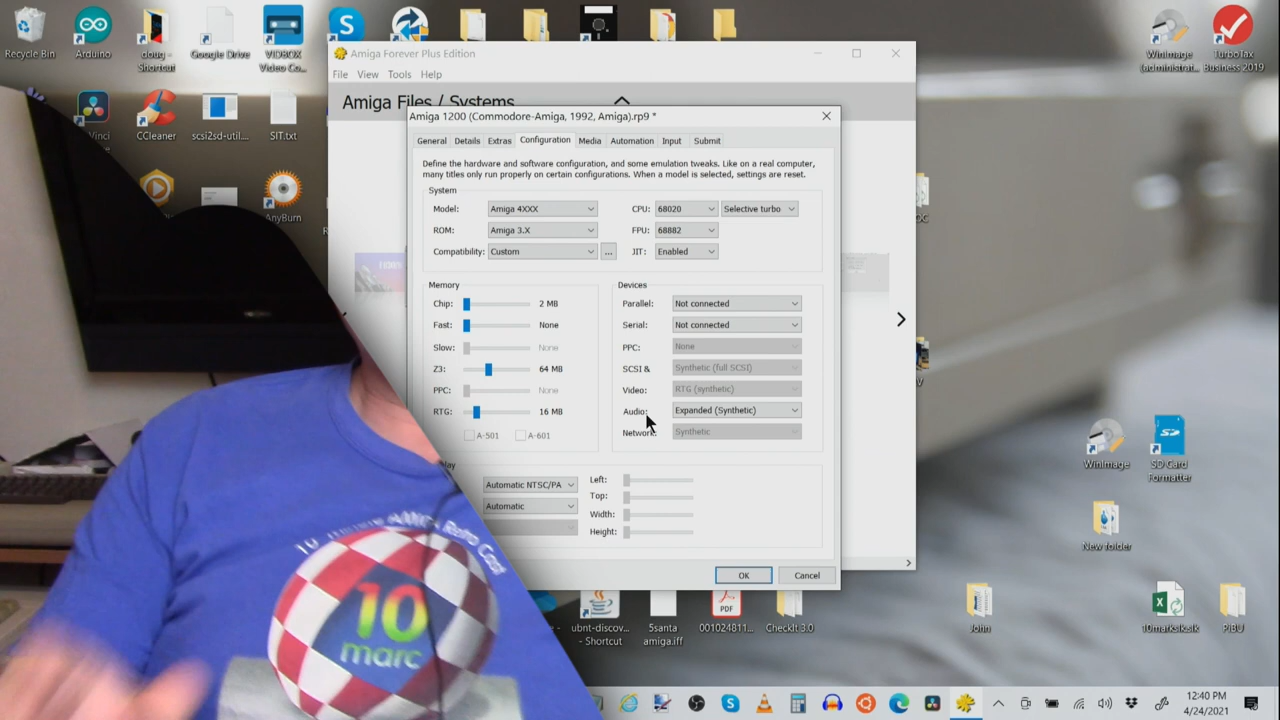 Recycle Bin
Arduino
doug - Shortcut
Google Drive
VIDBOX Video Co...
WinImage (administrat...
TurboTax Business 2019
Amiga Forever Plus Edition
File View Tools Help
Amiga Files / Systems
Amiga 1200 (Commodore-Amiga, 1992, Amiga).rp9 *
General Details Extras Configuration Media Automation Input Submit
Define the hardware and software configuration, and some emulation tweaks. Like on a real computer,
many titles only run properly on certain configurations. When a model is selected, settings are reset.
System
Model: Amiga 4XXX CPU: 68020 Selective turbo
ROM: Amiga 3.X FPU: 68882
Compatibility: Custom ... JIT: Enabled
Memory
Chip: 2 MB
Fast: None
Slow: None
Z3: 64 MB
PPC: None
RTG: 16 MB
A-501 A-601
Devices
Parallel: Not connected
Serial: Not connected
PPC: None
SCSI & Synthetic (full SCSI)
Video: RTG (synthetic)
Audio: Expanded (Synthetic)
Network: Synthetic
Automatic NTSC/PA
Automatic
Left:
Top:
Width:
Height:
OK Cancel
CCleaner
scsi2sd-util....
SIT.txt
AnyBurn
WinImage
SD Card Formatter
New folder
ubnt-discov... - Shortcut
5santa amiga.iff
PDF
001024811...
CheckIt 3.0
John
10marksiksik
PiBU
10
marc
12:40 PM
4/24/2021